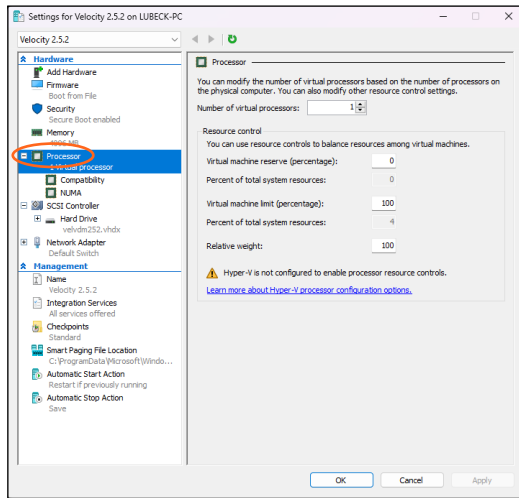 Settings for Velocity 2.5.2 on LUBECK-PC
Velocity 2.5.2
Hardware
Add Hardware
Firmware
Boot from File
Security
Secure Boot enabled
Memory
4096 MB
Processor
1 Virtual processor
Compatibility
NUMA
SCSI Controller
Hard Drive
velvdm252.vhdx
Network Adapter
Default Switch
Management
Name
Velocity 2.5.2
Integration Services
All services offered
Checkpoints
Standard
Smart Paging File Location
C:\ProgramData\Microsoft\Windo...
Automatic Start Action
Restart if previously running
Automatic Stop Action
Save
Processor
You can modify the number of virtual processors based on the number of processors on
the physical computer. You can also modify other resource control settings.
Number of virtual processors: 1
Resource control
You can use resource controls to balance resources among virtual machines.
Virtual machine reserve (percentage): 0
Percent of total system resources: 0
Virtual machine limit (percentage): 100
Percent of total system resources: 4
Relative weight: 100
Hyper-V is not configured to enable processor resource controls.
Learn more about Hyper-V processor configuration options.
OK Cancel Apply